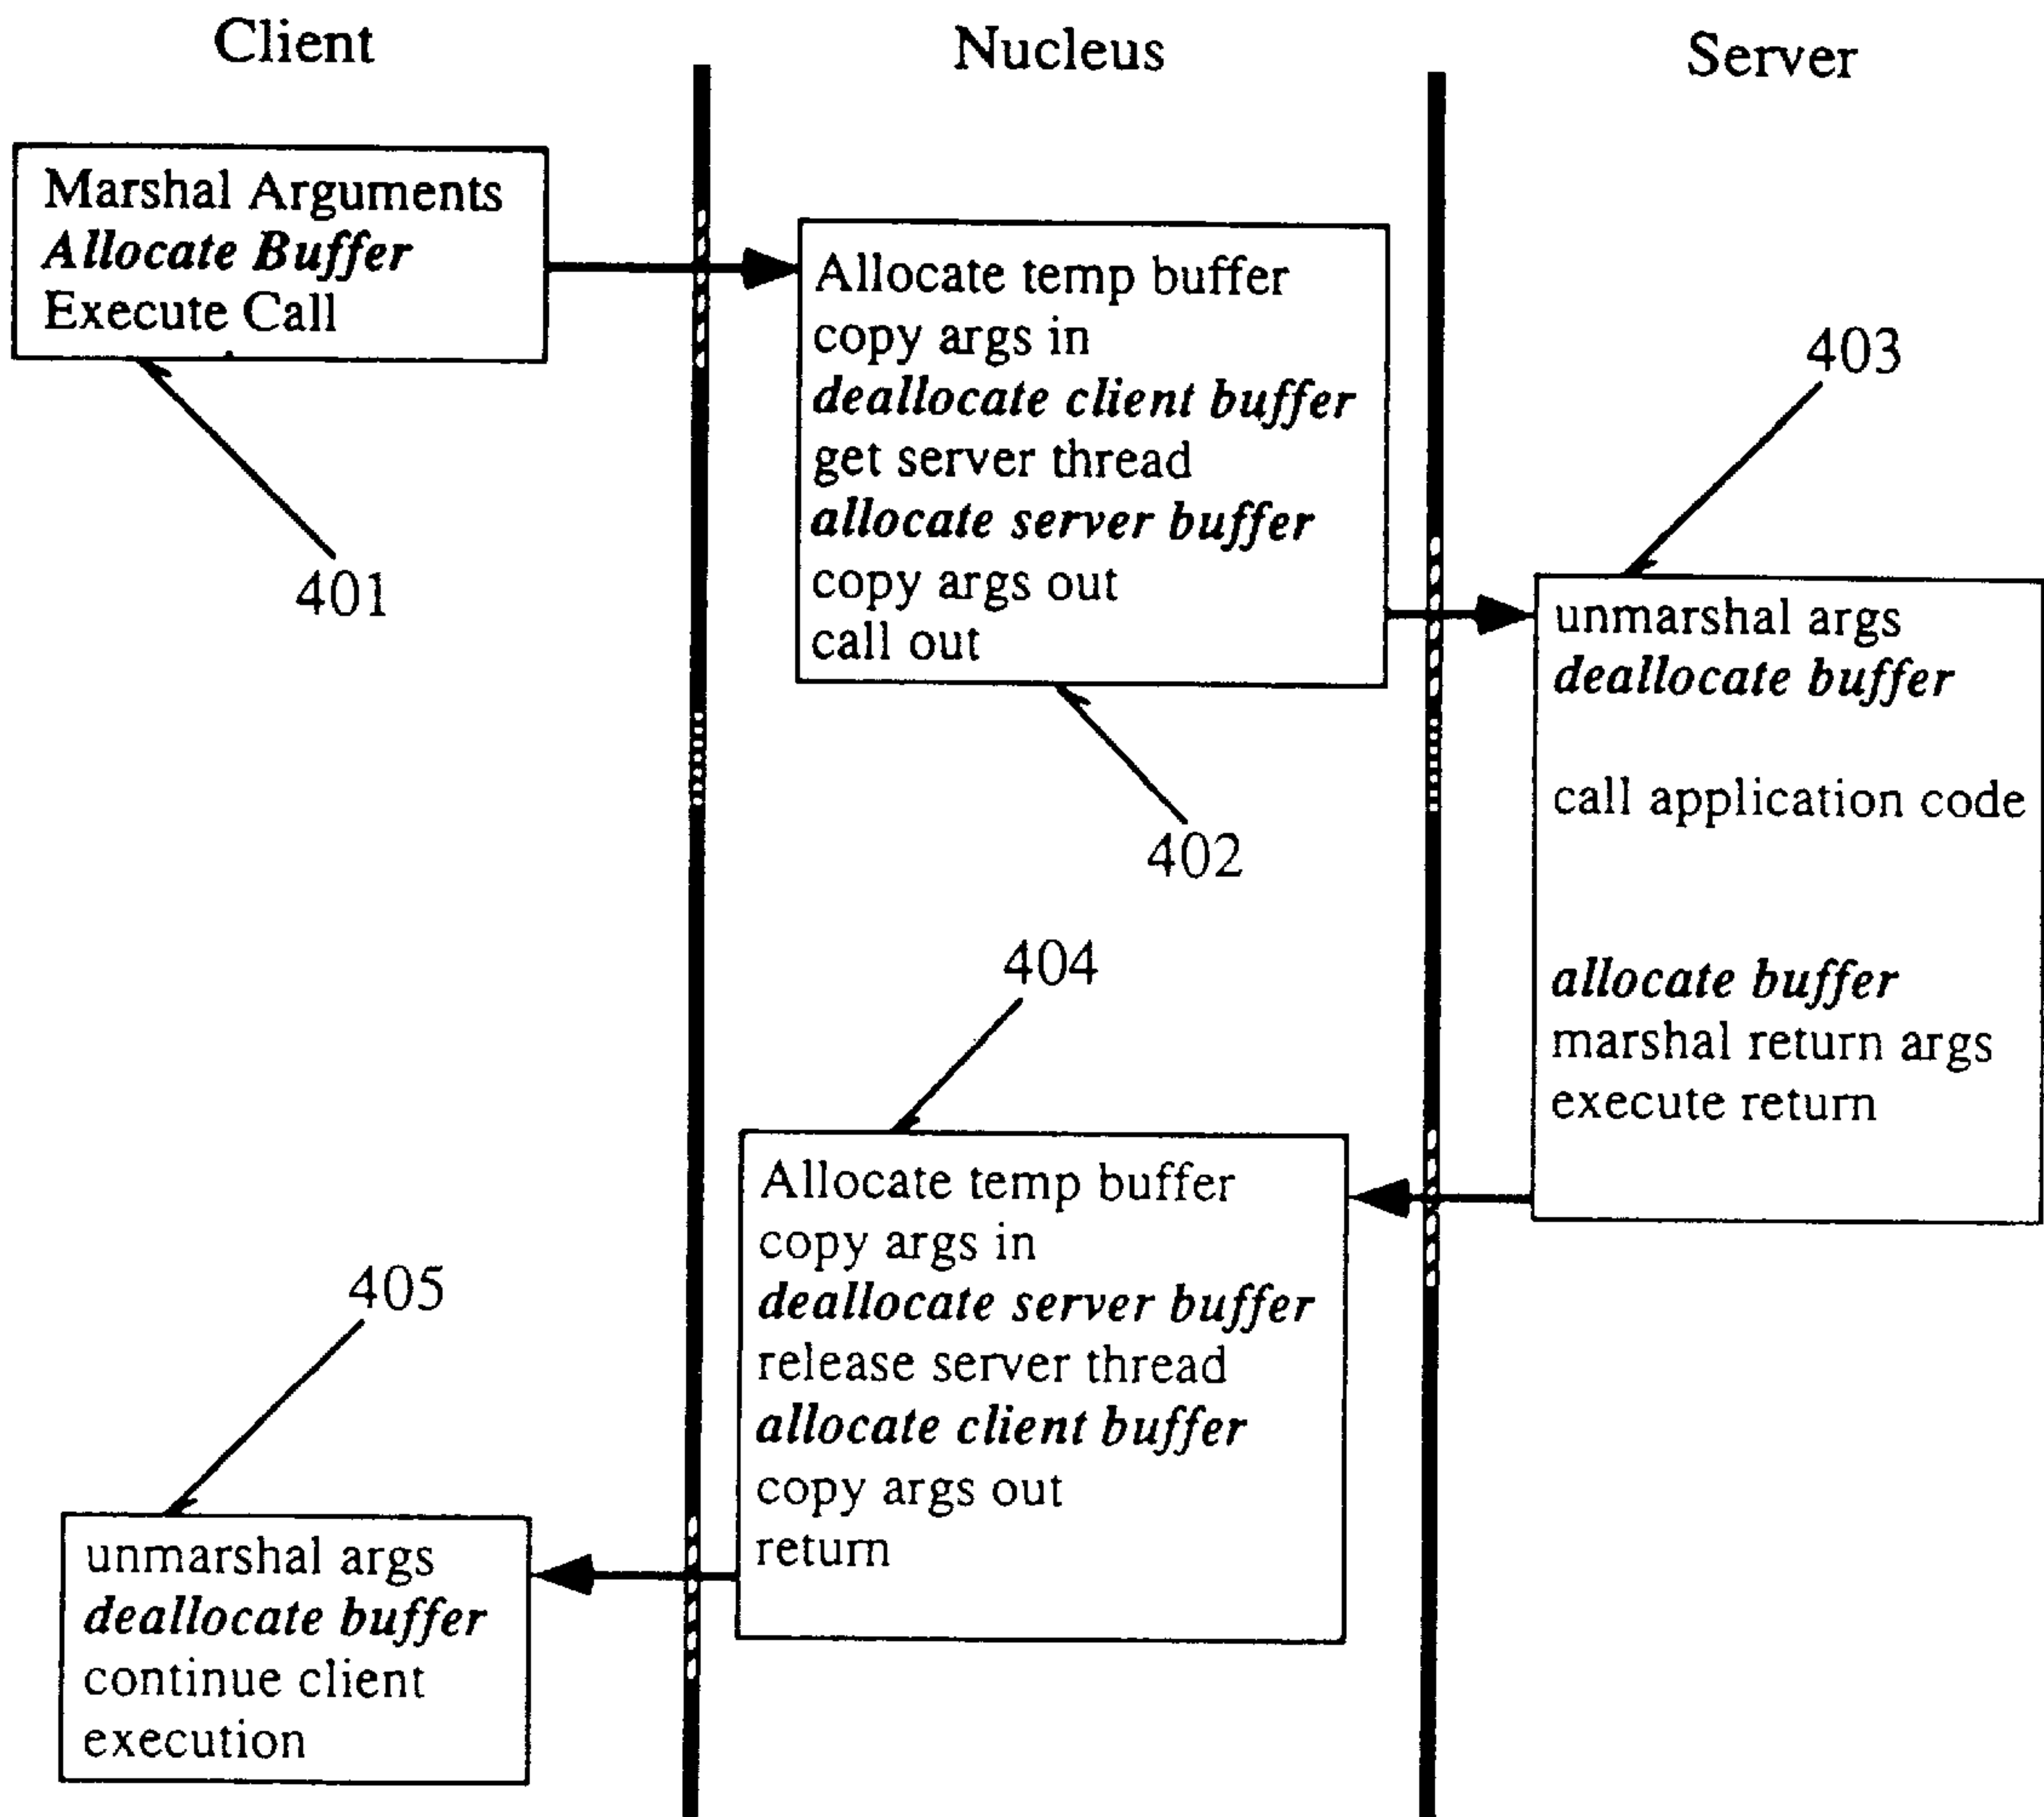 Client
Nucleus
Server
Marshal Arguments
Allocate Buffer
Execute Call
401
Allocate temp buffer
copy args in
deallocate client buffer
get server thread
allocate server buffer
copy args out
call out
402
403
unmarshal args
deallocate buffer
call application code
allocate buffer
marshal return args
execute return
404
Allocate temp buffer
copy args in
deallocate server buffer
release server thread
allocate client buffer
copy args out
return
405
unmarshal args
deallocate buffer
continue client
execution